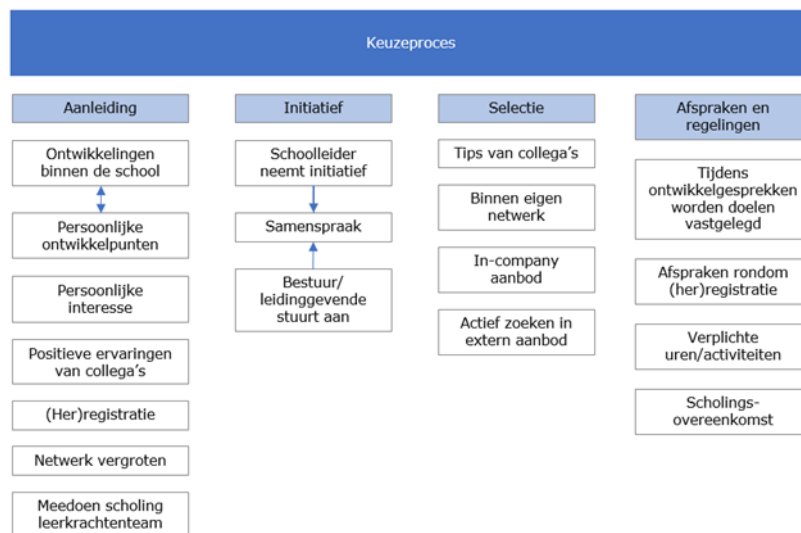 Keuzeproces
Aanleiding
Ontwikkelingen
binnen de school
Persoonlijke
ontwikkelpunten
Persoonlijke
interesse
Positieve ervaringen
van collega's
(Her)registratie
Netwerk vergroten
Meedoen scholing
leerkrachtenteam
Initiatief
Schoolleider
neemt initiatief
Samenspraak
Bestuur/
leidinggevende
stuurt aan
Selectie
Tips van collega's
Binnen eigen
netwerk
In-company
aanbod
Actief zoeken in
extern aanbod
Afspraken en
regelingen
Tijdens
ontwikkelgesprekken
worden doelen
vastgelegd
Afspraken rondom
(her)registratie
Verplichte
uren/activiteiten
Scholings-
overeenkomst